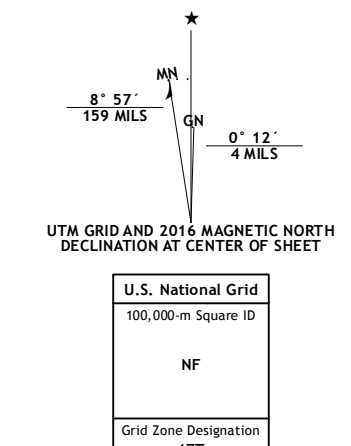 ★
MN
8° 57´
159 MILS
GN
0° 12´
4 MILS
UTM GRID AND 2016 MAGNETIC NORTH
DECLINATION AT CENTER OF SHEET
U.S. National Grid
100,000-m Square ID
NF
Grid Zone Designation
17T